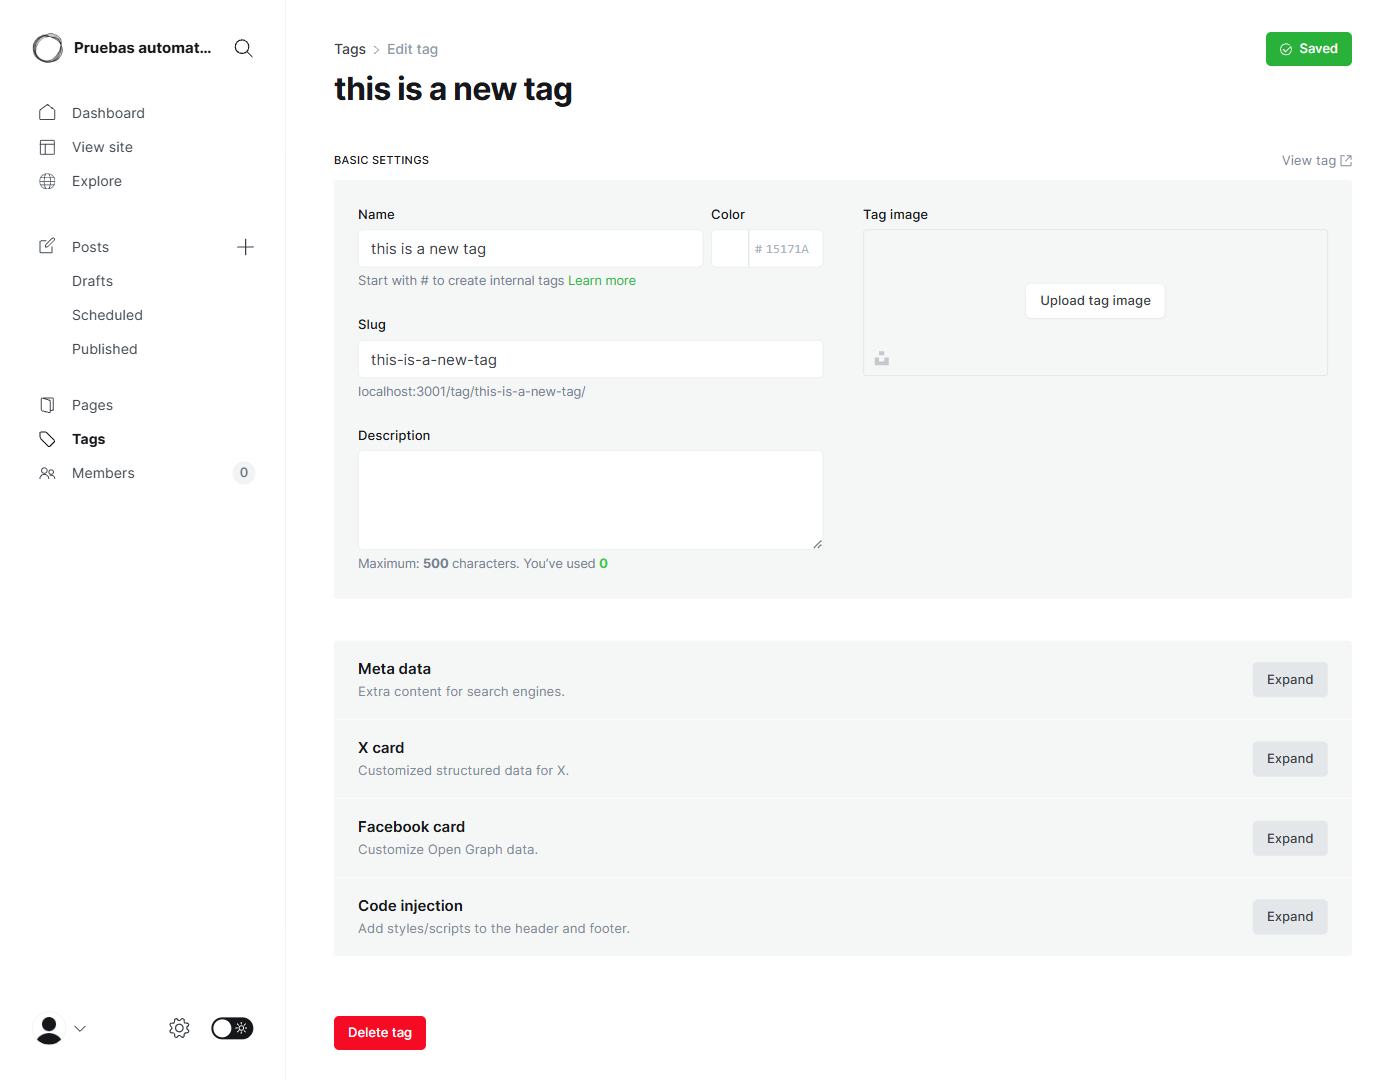 Pruebas automat...
Dashboard
View site
Explore
Posts
Drafts
Scheduled
Published
Pages
Tags
Members 0
Tags > Edit tag
Saved
this is a new tag
BASIC SETTINGS
View tag
Name
this is a new tag
Start with # to create internal tags Learn more
Color
# 15171A
Slug
this-is-a-new-tag
localhost:3001/tag/this-is-a-new-tag/
Description
Maximum: 500 characters. You’ve used 0
Tag image
Upload tag image
Meta data
Extra content for search engines.
Expand
X card
Customized structured data for X.
Expand
Facebook card
Customize Open Graph data.
Expand
Code injection
Add styles/scripts to the header and footer.
Expand
Delete tag